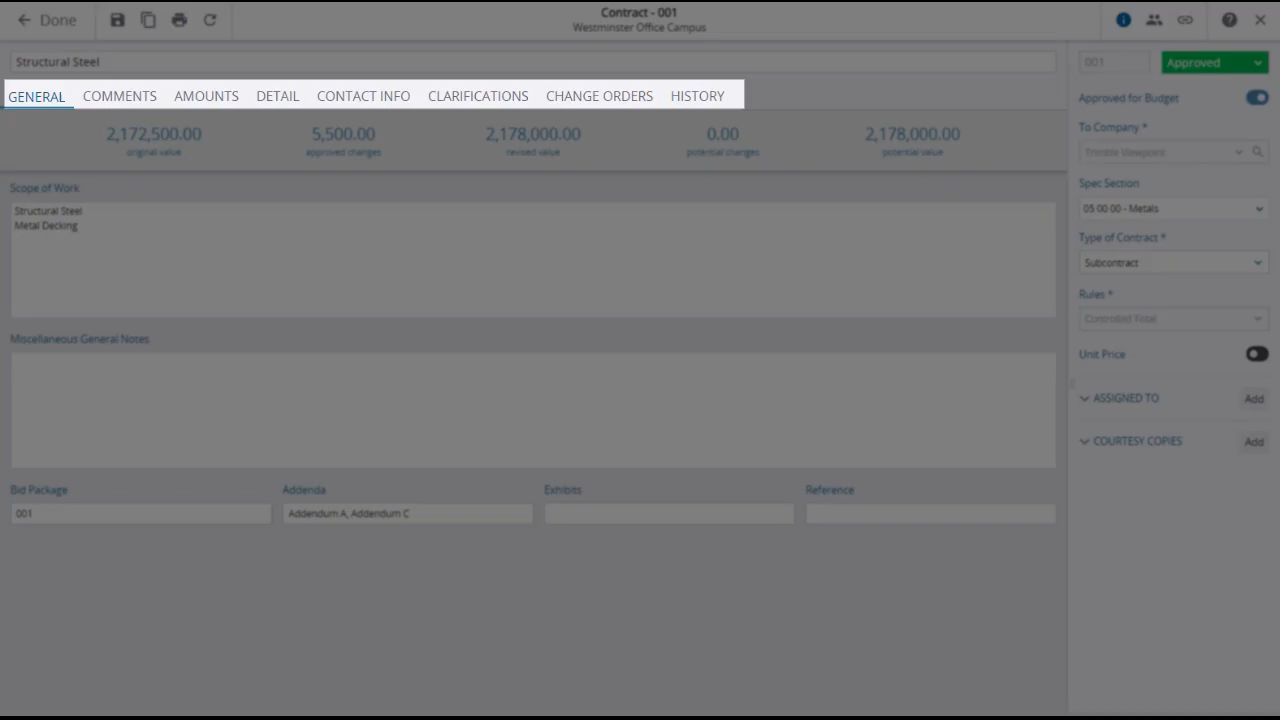 Done
Contract - 001
Westminster Office Campus
Structural Steel
001
Approved
GENERAL COMMENTS AMOUNTS DETAIL CONTACT INFO CLARIFICATIONS CHANGE ORDERS HISTORY
2,172,500.00 5,500.00 2,178,000.00 0.00 2,178,000.00
original value approved changes revised value potential changes potential value
Scope of Work
Structural Steel
Metal Decking
Miscellaneous General Notes
Bid Package Addenda Exhibits Reference
001 Addendum A, Addendum C
Approved for Budget
To Company *
Trimble Viewpoint
Spec Section
05 00 00 - Metals
Type of Contract *
Subcontract
Rules *
Controlled Total
Unit Price
ASSIGNED TO Add
COURTESY COPIES Add